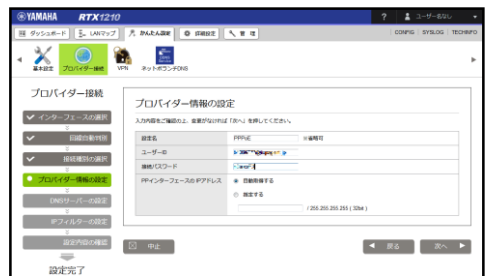 YAMAHA RTX1210
? ユーザー名なし
ダッシュボード LANマップ かんたん設定 詳細設定 管理 CONFIG SYSLOG TECHINFO
基本設定 プロバイダー接続 VPN ネットボランチDNS
プロバイダー接続
インターフェースの選択
回線自動判別
接続種別の選択
プロバイダー情報の設定
DNSサーバーの設定
IPフィルターの設定
設定内容の確認
設定完了
プロバイダー情報の設定
入力内容をご確認の上、変更がなければ「次へ」を押してください。
設定名 PPPoE ※省略可
ユーザーID
接続パスワード
PPインターフェースのIPアドレス 自動取得する
指定する
/ 255.255.255.255 ( 32bit )
中止 戻る 次へ